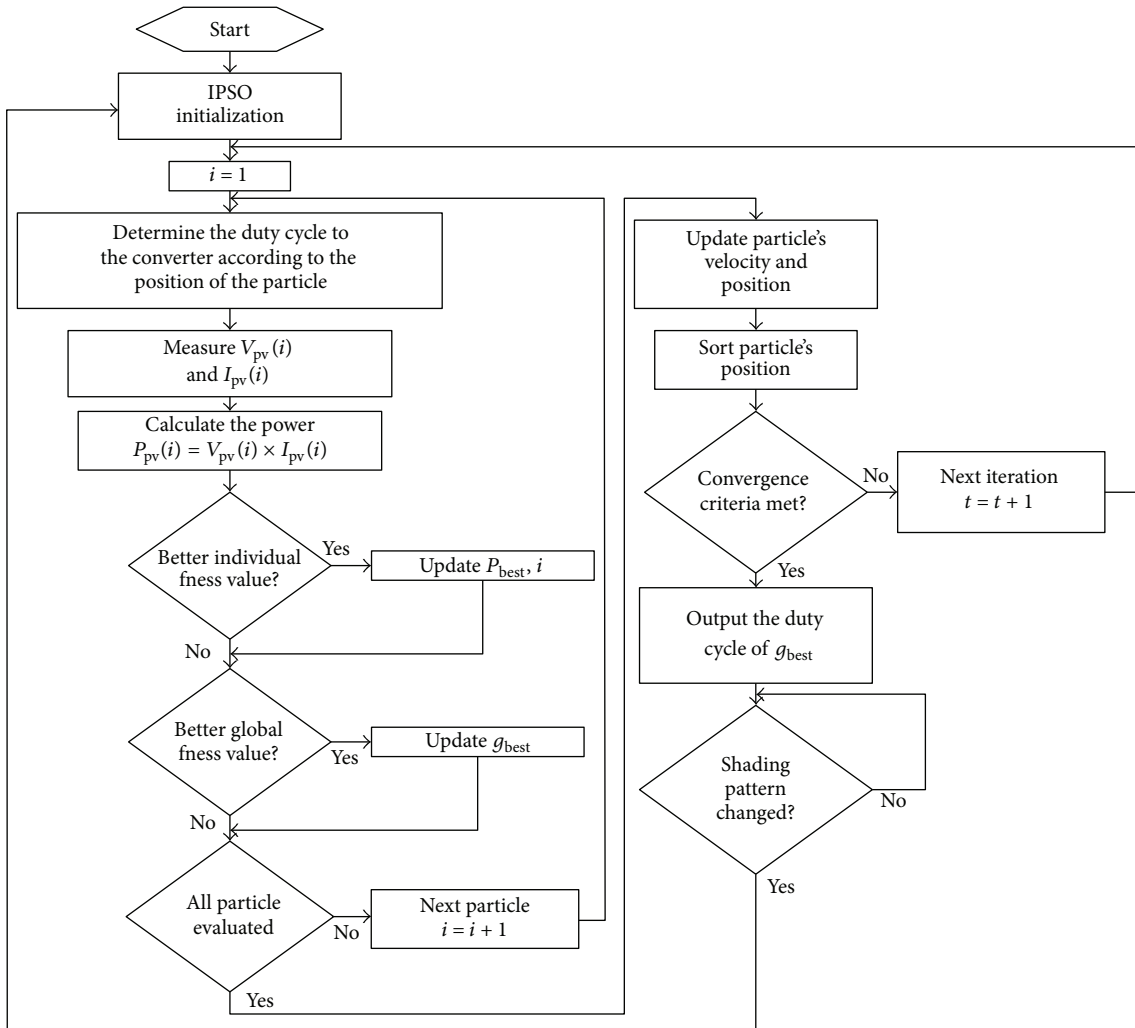 Start
IPSO
initialization
i = 1
Determine the duty cycle to
the converter according to the
position of the particle
Measure V_pv(i)
and I_pv(i)
Calculate the power
P_pv(i) = V_pv(i) × I_pv(i)
Better individual
fness value?
Yes
Update P_best, i
No
Better global
fness value?
Yes
Update g_best
No
All particle
evaluated
No
Next particle
i = i + 1
Yes
Update particle's
velocity and
position
Sort particle's
position
Convergence
criteria met?
No
Next iteration
t = t + 1
Yes
Output the duty
cycle of g_best
Shading
pattern
changed?
No
Yes